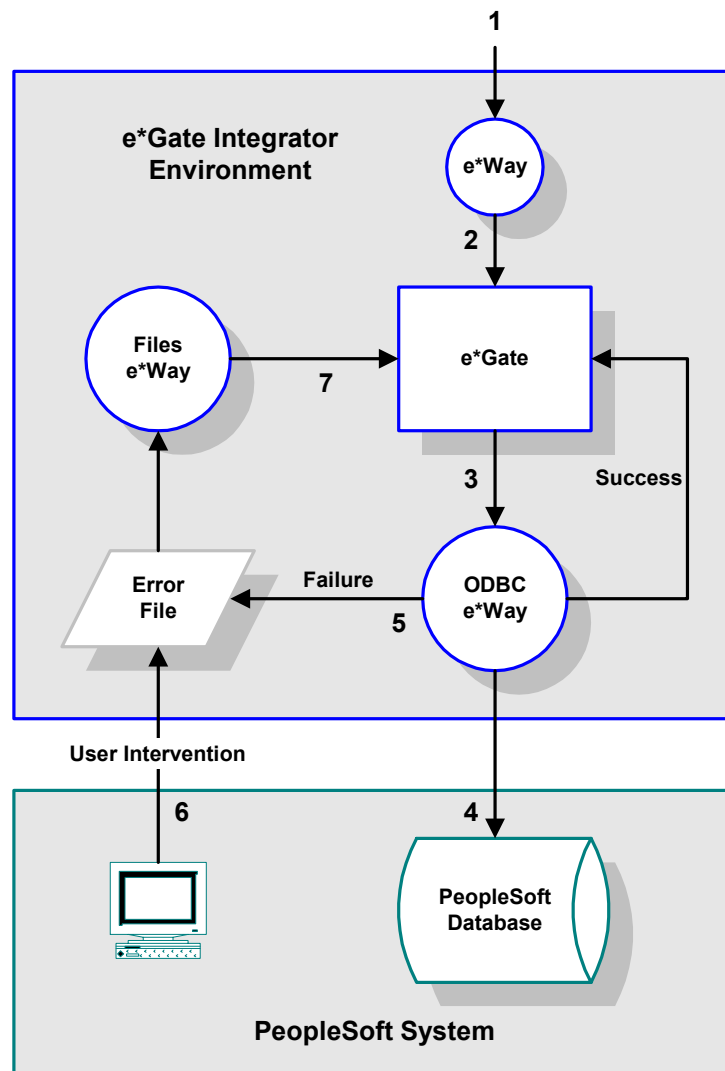 1
e*Gate Integrator
Environment
e*Way
2
Files
e*Way
7
e*Gate
3
Success
Error
File
Failure
5
ODBC
e*Way
User Intervention
6
4
PeopleSoft
Database
PeopleSoft System